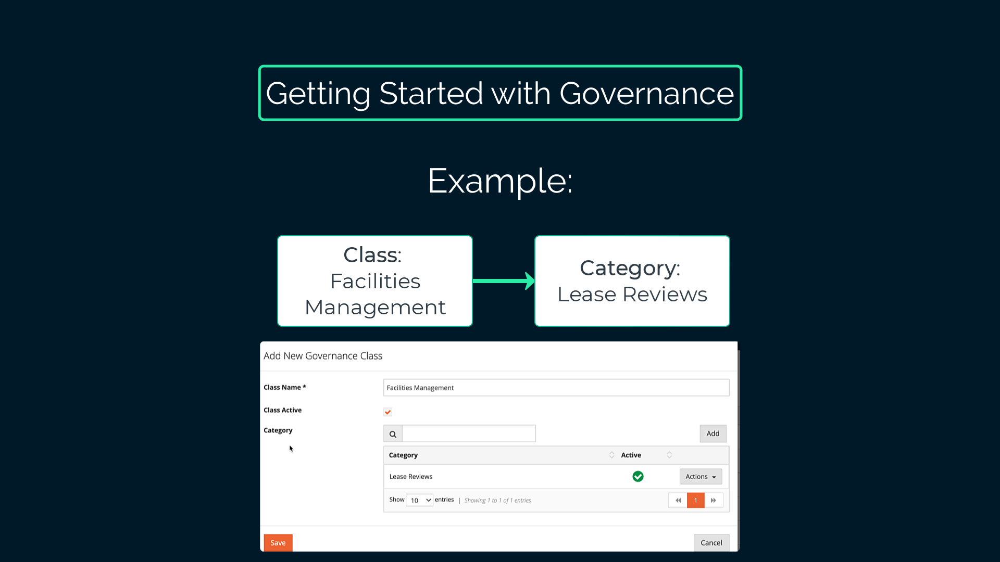 Getting Started with Governance
Example:
Class:
Facilities
Management
Category:
Lease Reviews
Add New Governance Class
Class Name *
Facilities Management
Class Active
Category
Add
Category
Active
Lease Reviews
Actions
Show 10 entries | Showing 1 to 1 of 1 entries
1
Save
Cancel